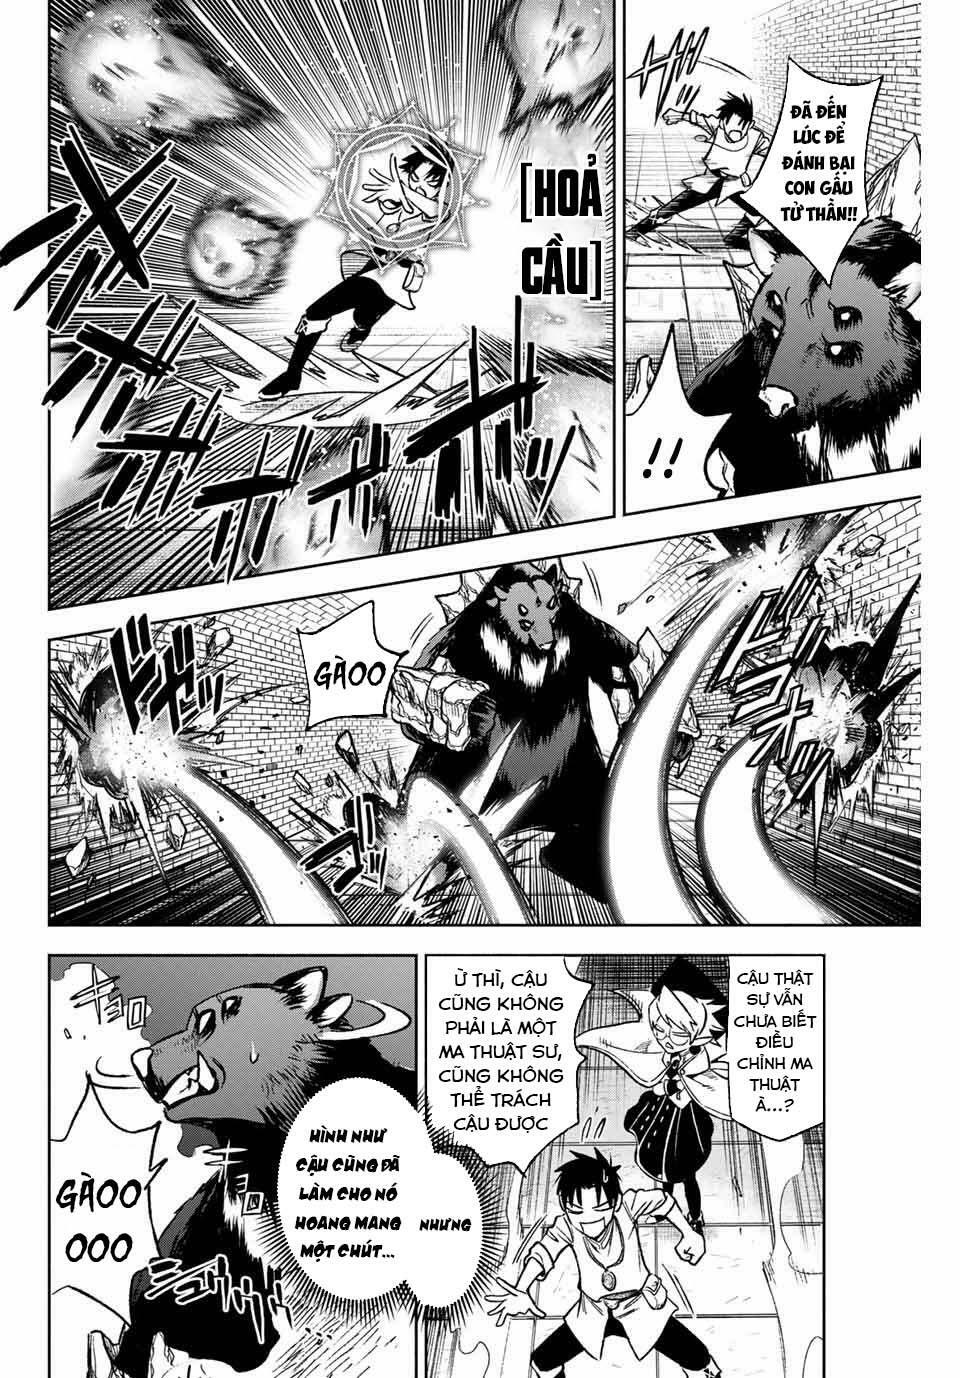 ĐÃ ĐẾN
LÚC ĐỂ
ĐÁNH BẠI
CON GẤU
TỬ THẦN!!
!!
[HOẢ
CẦU]
GÀOO
CẬU THẬT
SỰ VẪN
CHƯA BIẾT
ĐIỀU
CHỈNH MA
THUẬT
À...?
Ừ THÌ, CẬU
CŨNG KHÔNG
PHẢI LÀ MỘT
MA THUẬT SƯ,
CŨNG KHÔNG
THỂ TRÁCH
CẬU ĐƯỢC
NHƯNG
HÌNH NHƯ
CẬU CŨNG ĐÃ
LÀM CHO NÓ
HOANG MANG
MỘT CHÚT...
GÀOO
OOO